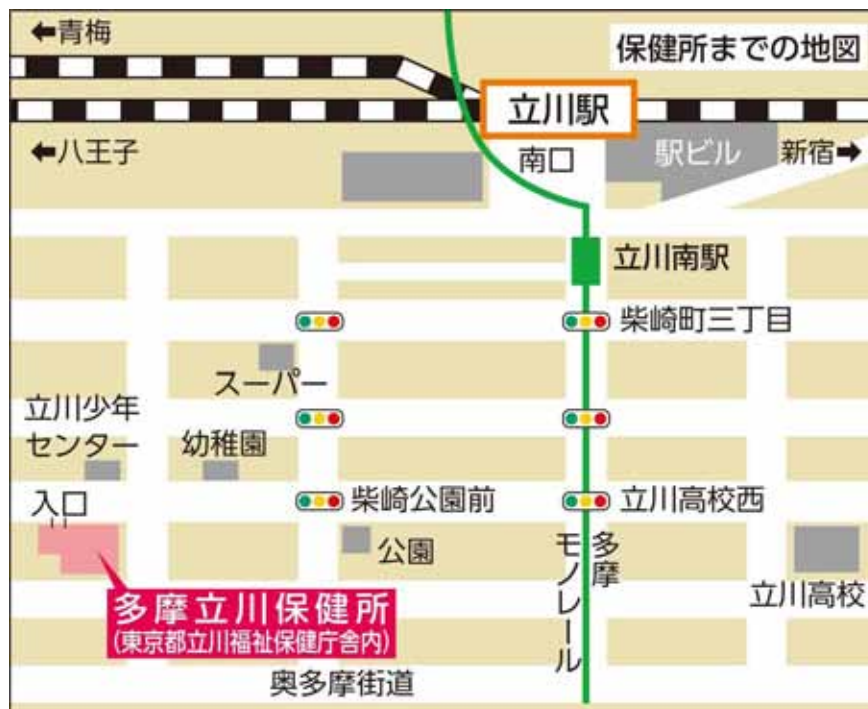 ←青梅
保健所までの地図
立川駅
←八王子
南口
駅ビル
新宿→
立川南駅
柴崎町三丁目
スーパー
立川少年
センター
幼稚園
入口
柴崎公園前
立川高校西
公園
多摩
モノレール
立川高校
多摩立川保健所
(東京都立川福祉保健庁舎内)
奥多摩街道